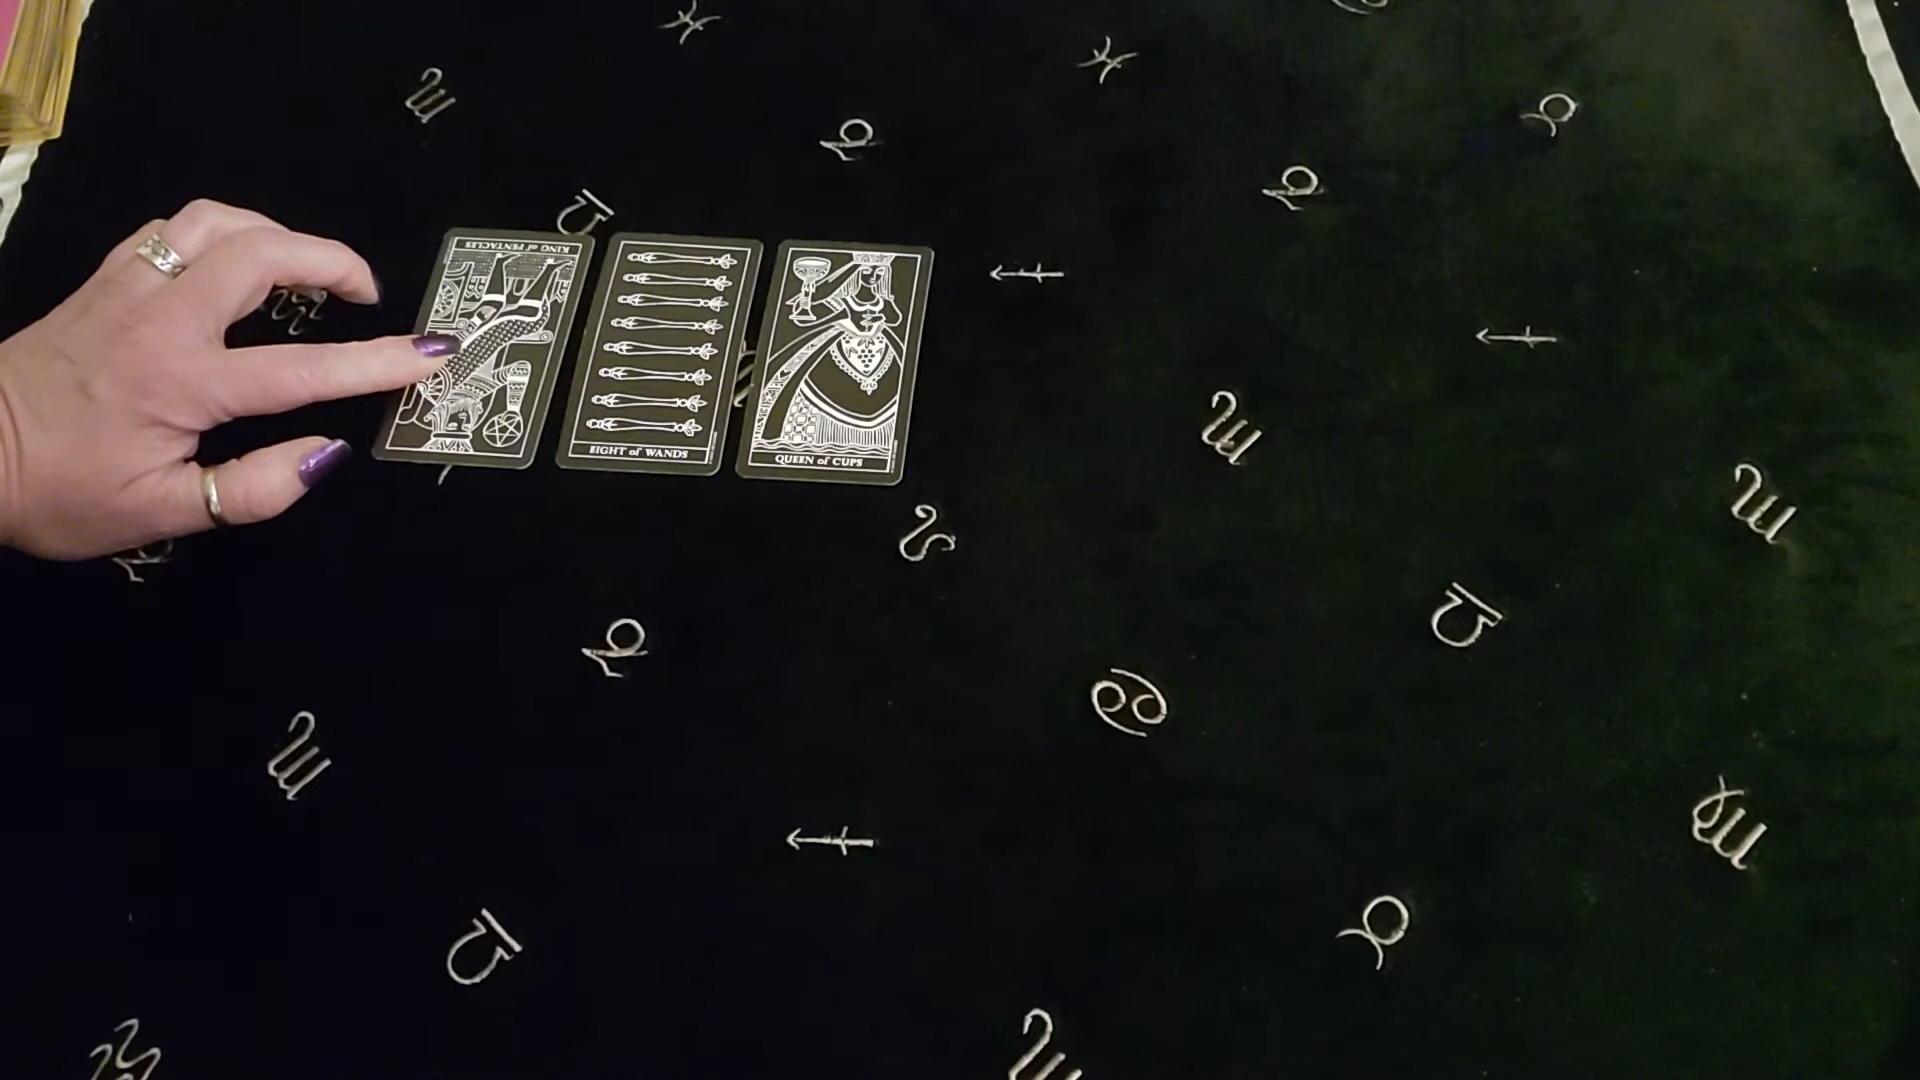 KING of PENTACLES
EIGHT of WANDS
QUEEN of CUPS